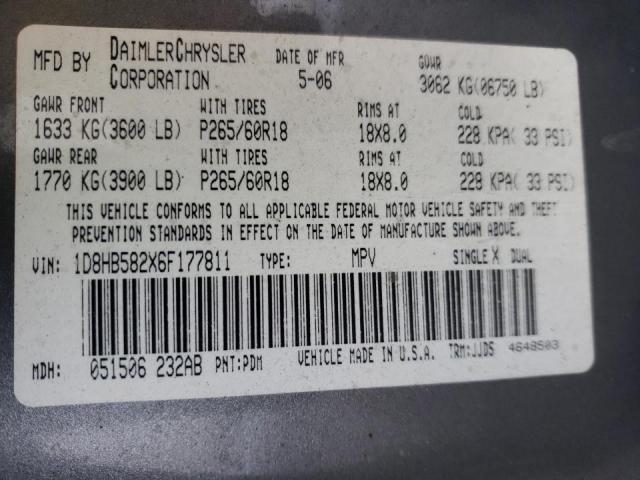 MFD BY DAIMLERCHRYSLER CORPORATION DATE OF MFR 5-06 GVWR 3062 KG(06750 LB)
GAWR FRONT WITH TIRES RIMS AT COLD
1633 KG(3600 LB) P265/60R18 18X8.0 228 KPA( 33 PSI)
GAWR REAR WITH TIRES RIMS AT COLD
1770 KG(3900 LB) P265/60R18 18X8.0 228 KPA( 33 PSI)
THIS VEHICLE CONFORMS TO ALL APPLICABLE FEDERAL MOTOR VEHICLE SAFETY AND THEFT
PREVENTION STANDARDS IN EFFECT ON THE DATE OF MANUFACTURE SHOWN ABOVE.
VIN: 1D8HB582X6F177811 TYPE: MPV SINGLE X DUAL
MDH: 051506 232AB PNT:PDM VEHICLE MADE IN U.S.A. TRM:JJD5 4648503